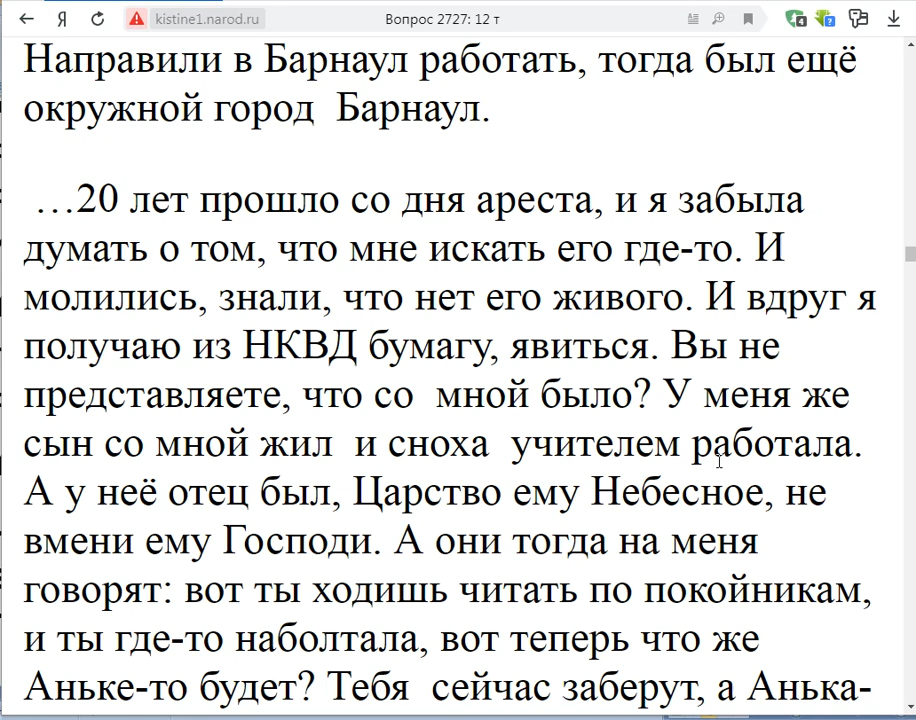 kistine1.narod.ru
Вопрос 2727: 12 т
Направили в Барнаул работать, тогда был ещё
окружной город Барнаул.
…20 лет прошло со дня ареста, и я забыла
думать о том, что мне искать его где-то. И
молились, знали, что нет его живого. И вдруг я
получаю из НКВД бумагу, явиться. Вы не
представляете, что со мной было? У меня же
сын со мной жил и сноха учителем работала.
А у неё отец был, Царство ему Небесное, не
вмени ему Господи. А они тогда на меня
говорят: вот ты ходишь читать по покойникам,
и ты где-то наболтала, вот теперь что же
Аньке-то будет? Тебя сейчас заберут, а Анька-